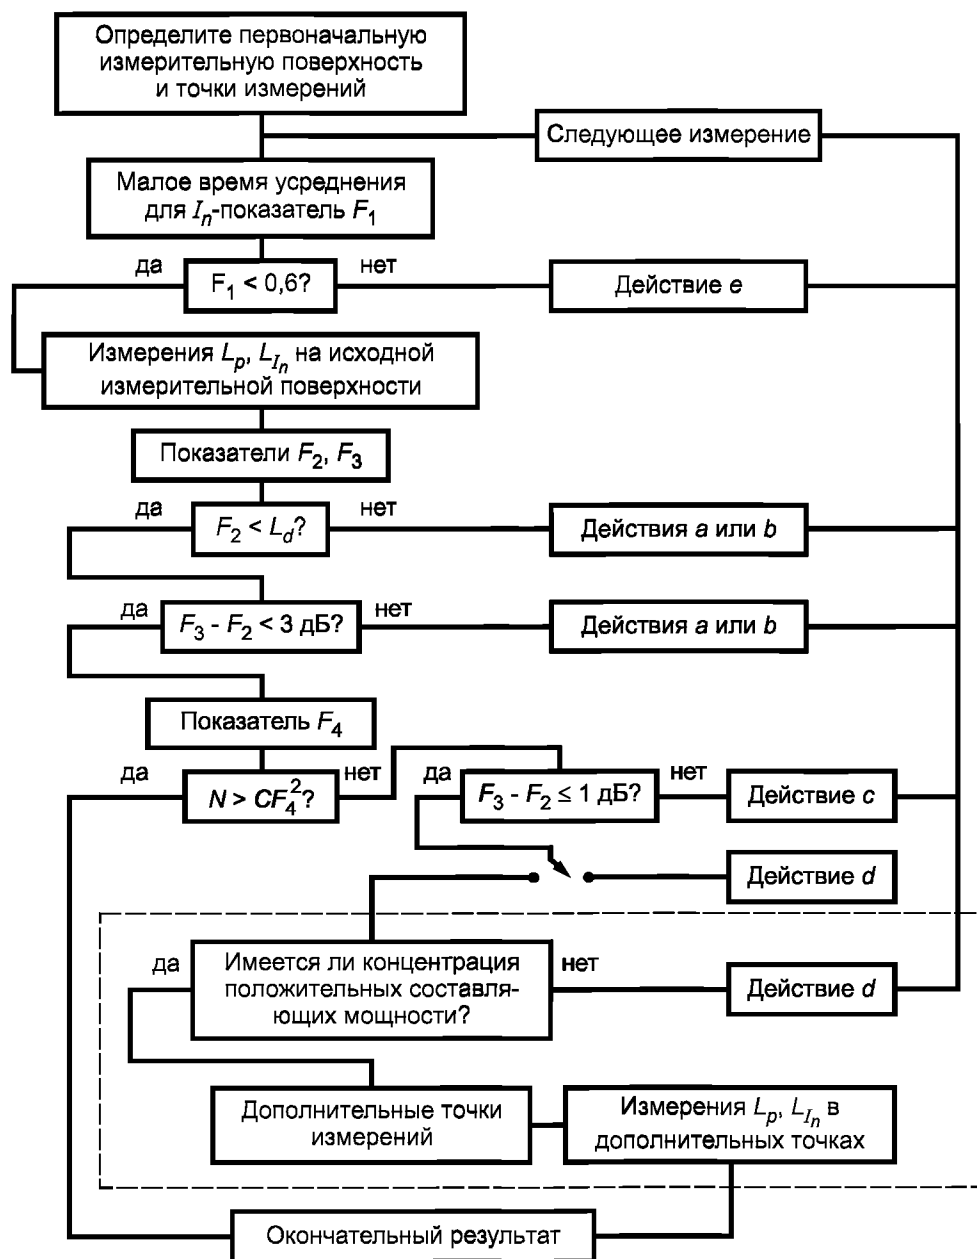 Определите первоначальную
измерительную поверхность
и точки измерений
Следующее измерение
Малое время усреднения
для Iₙ-показатель F₁
да
F₁ < 0,6?
нет
Действие e
Измерения Lₚ, L_Iₙ на исходной
измерительной поверхности
Показатели F₂, F₃
да
F₂ < L_d?
нет
Действия a или b
да
F₃ - F₂ < 3 дБ?
нет
Действия a или b
Показатель F₄
да
N > CF₄²?
нет
да
F₃ - F₂ ≤ 1 дБ?
нет
Действие c
Действие d
да
Имеется ли концентрация
положительных составля-
ющих мощности?
нет
Действие d
Дополнительные точки
измерений
Измерения Lₚ, L_Iₙ в
дополнительных точках
Окончательный результат